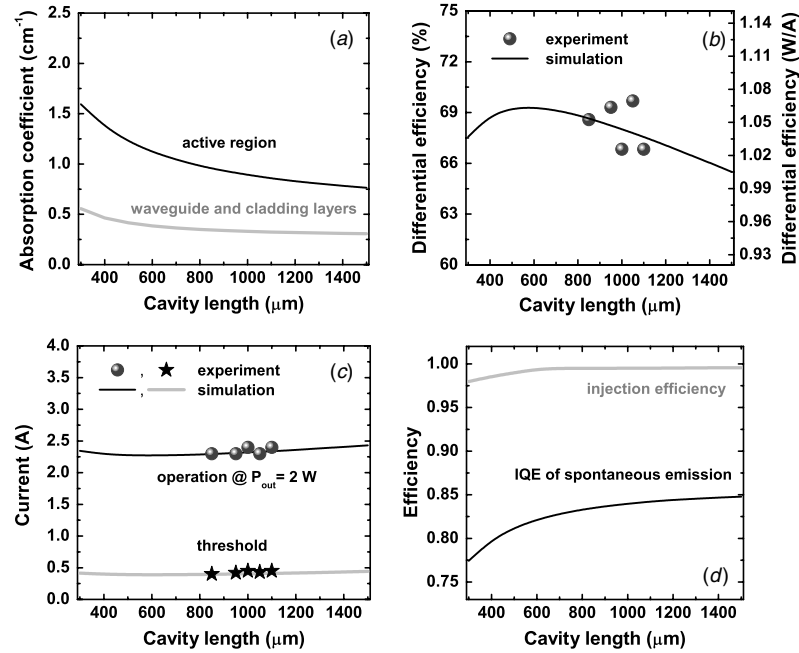 (a)
Absorption coefficient (cm-1)
2.5
2.0
1.5
1.0
0.5
0.0
active region
waveguide and cladding layers
400 600 800 1000 1200 1400
Cavity length (μm)
(b)
Differential efficiency (%)
75
72
69
66
63
60
experiment
simulation
1.14
1.11
1.08
1.05
1.02
0.99
0.96
0.93
Differential efficiency (W/A)
400 600 800 1000 1200 1400
Cavity length (μm)
(c)
Current (A)
4.0
3.5
3.0
2.5
2.0
1.5
1.0
0.5
0.0
, experiment
, simulation
operation @ Pout= 2 W
threshold
400 600 800 1000 1200 1400
Cavity length (μm)
Efficiency
1.00
0.95
0.90
0.85
0.80
0.75
injection efficiency
IQE of spontaneous emission
(d)
400 600 800 1000 1200 1400
Cavity length (μm)